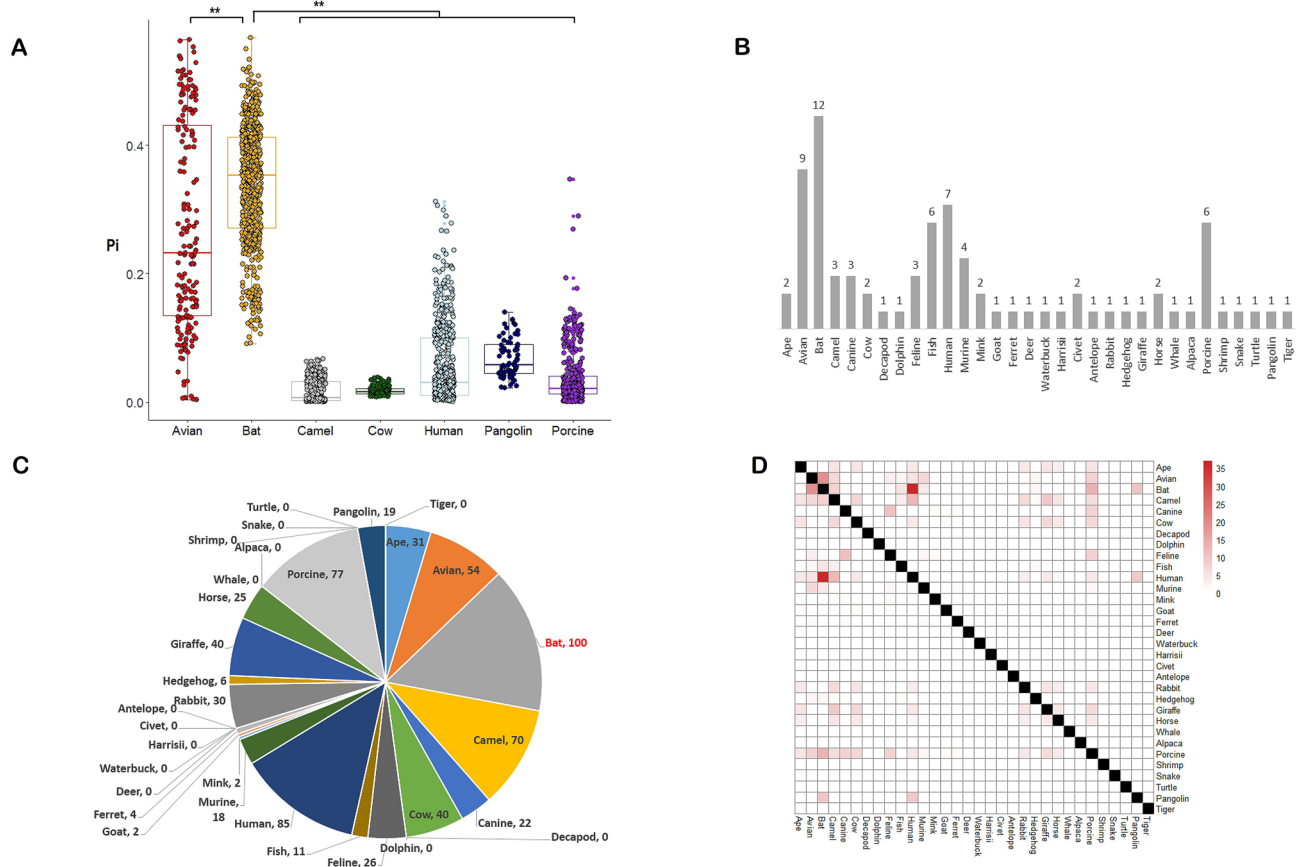 A
**
**
Pi
0.4
0.2
0.0
Avian Bat Camel Cow Human Pangolin Porcine
B
2 9 12 3 3 2 1 1 3 6 7 4 2 1 1 1 1 1 2 1 1 1 1 2 1 1 6 1 1 1 1 1
Ape Avian Bat Camel Canine Cow Decapod Dolphin Feline Fish Human Murine Mink Goat Ferret Deer Waterbuck Harrisii Civet Antelope Rabbit Hedgehog Giraffe Horse Whale Alpaca Porcine Shrimp Snake Turtle Pangolin Tiger
C
Tiger, 0
Ape, 31
Avian, 54
Bat, 100
Camel, 70
Canine, 22
Decapod, 0
Cow, 40
Dolphin, 0
Feline, 26
Fish, 11
Human, 85
Murine,
18
Mink, 2
Goat, 2
Ferret, 4
Deer, 0
Waterbuck, 0
Harrisii, 0
Civet, 0
Antelope, 0
Rabbit, 30
Hedgehog, 6
Giraffe, 40
Horse, 25
Whale, 0
Alpaca, 0
Porcine, 77
Shrimp, 0
Snake, 0
Turtle, 0
Pangolin, 19
D
Ape
Avian
Bat
Camel
Canine
Cow
Decapod
Dolphin
Feline
Fish
Human
Murine
Mink
Goat
Ferret
Deer
Waterbuck
Harrisii
Civet
Antelope
Rabbit
Hedgehog
Giraffe
Horse
Whale
Alpaca
Porcine
Shrimp
Snake
Turtle
Pangolin
Tiger
Ape Avian Bat Camel Canine Cow Decapod Dolphin Feline Fish Human Murine Mink Goat Ferret Deer Waterbuck Harrisii Civet Antelope Rabbit Hedgehog Giraffe Horse Whale Alpaca Porcine Shrimp Snake Turtle Pangolin Tiger
35
30
25
20
15
10
5
0